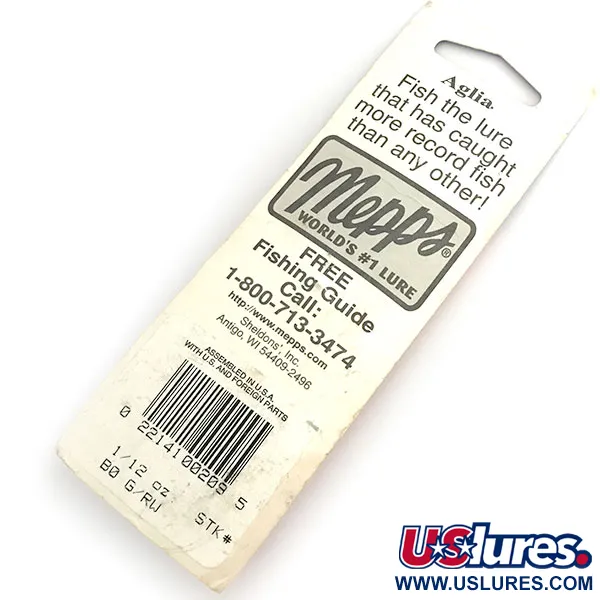 Aglia®
Fish the lure
that has caught
more record fish
than any other!
Mepps®
WORLD'S #1 LURE
FREE
Fishing Guide
Call:
1-800-713-3474
http://www.mepps.com
Sheldons', Inc.
Antigo, WI 54409-2496
ASSEMBLED IN U.S.A.
WITH U.S. AND FOREIGN PARTS
0 22141 00209 5
1/12 oz
B0 G/RW STK#
USlures.
WWW.USLURES.COM